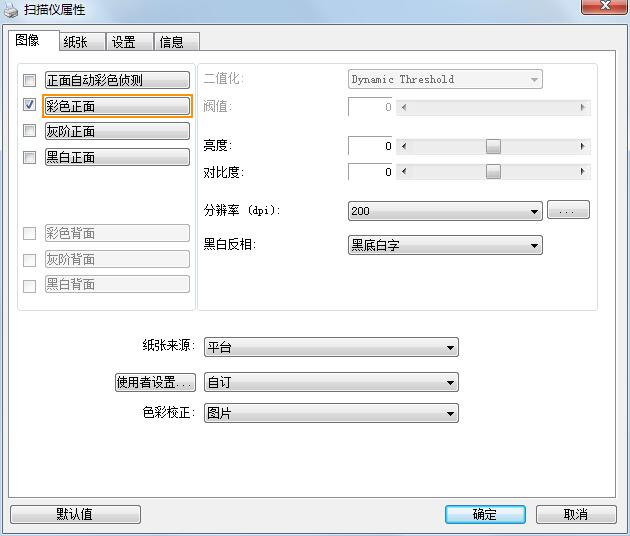 扫描仪属性
图像 纸张 设置 信息
正面自动彩色侦测
彩色正面
灰阶正面
黑白正面
彩色背面
灰阶背面
黑白背面
二值化: Dynamic Threshold
阀值: 0
亮度: 0
对比度: 0
分辨率 (dpi): 200 ...
黑白反相: 黑底白字
纸张来源: 平台
使用者设置... 自订
色彩校正: 图片
默认值 确定 取消